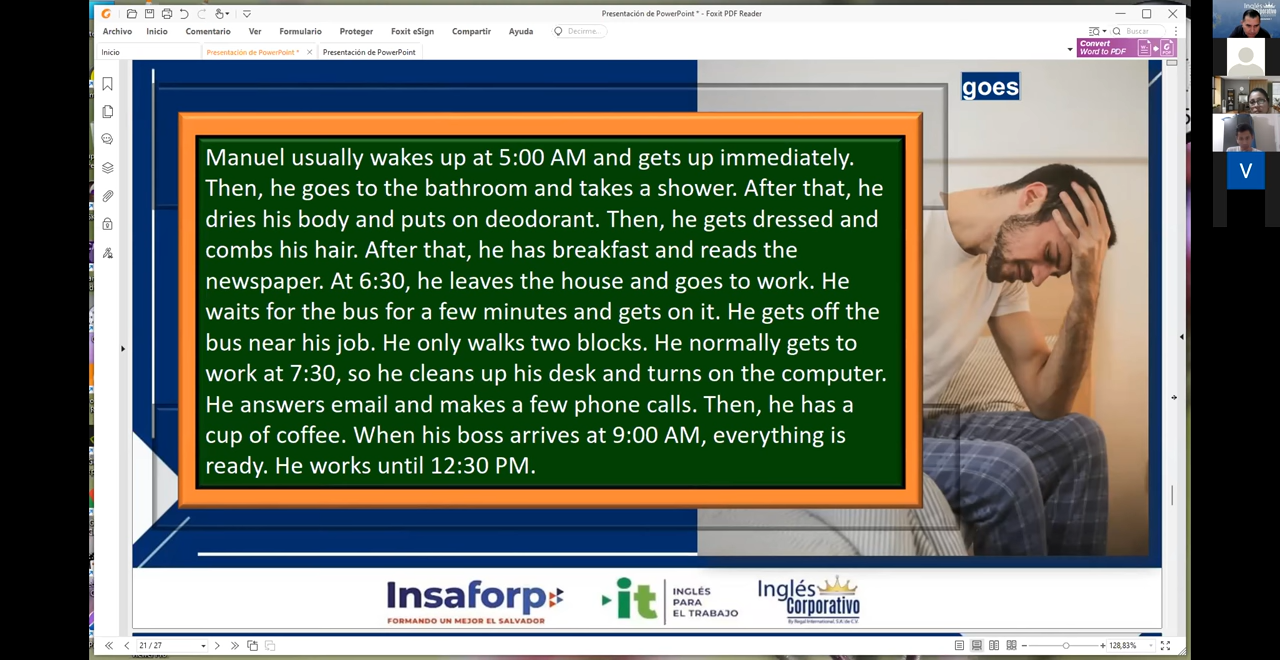 Presentación de PowerPoint * - Foxit PDF Reader
Archivo Inicio Comentario Ver Formulario Proteger Foxit eSign Compartir Ayuda Decirme... Buscar
Inicio Presentación de PowerPoint * Presentación de PowerPoint
Convert
Word to PDF
goes
Manuel usually wakes up at 5:00 AM and gets up immediately.
Then, he goes to the bathroom and takes a shower. After that, he
dries his body and puts on deodorant. Then, he gets dressed and
combs his hair. After that, he has breakfast and reads the
newspaper. At 6:30, he leaves the house and goes to work. He
waits for the bus for a few minutes and gets on it. He gets off the
bus near his job. He only walks two blocks. He normally gets to
work at 7:30, so he cleans up his desk and turns on the computer.
He answers email and makes a few phone calls. Then, he has a
cup of coffee. When his boss arrives at 9:00 AM, everything is
ready. He works until 12:30 PM.
Insaforp
FORMANDO UN MEJOR EL SALVADOR
it
INGLÉS
PARA
EL TRABAJO
Inglés
Corporativo
By Regal International, S.A. de C.V.
21 / 27
128,83%
V